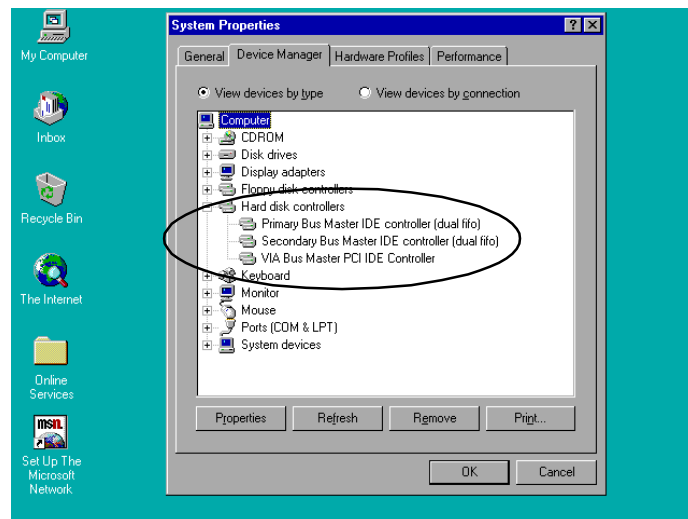 My Computer
Inbox
Recycle Bin
The Internet
Online
Services
msn.
Set Up The
Microsoft
Network
System Properties
General
Device Manager
Hardware Profiles
Performance
View devices by type
View devices by connection
Computer
CDROM
Disk drives
Display adapters
Floppy disk controllers
Hard disk controllers
Primary Bus Master IDE controller (dual fifo)
Secondary Bus Master IDE controller (dual fifo)
VIA Bus Master PCI IDE Controller
Keyboard
Monitor
Mouse
Ports (COM & LPT)
System devices
Properties
Refresh
Remove
Print...
OK
Cancel